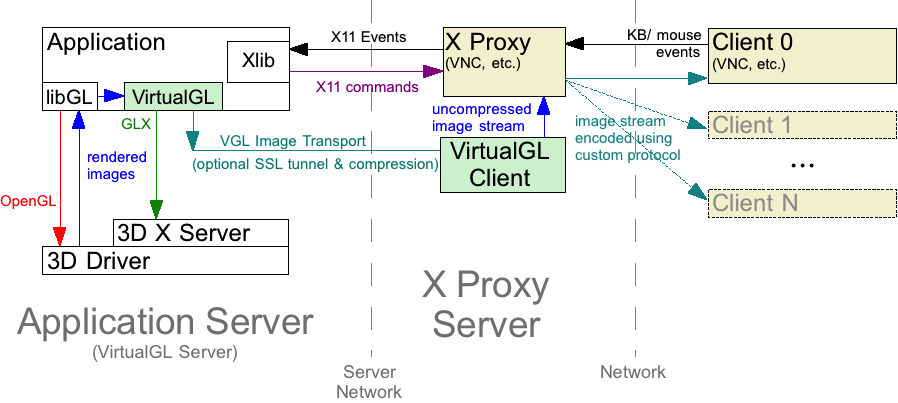 Application
Xlib
libGL
VirtualGL
GLX
OpenGL
rendered
images
3D X Server
3D Driver
X11 Events
X11 commands
VGL Image Transport
(optional SSL tunnel & compression)
X Proxy
(VNC, etc.)
uncompressed
image stream
VirtualGL
Client
KB/ mouse
events
image stream
encoded using
custom protocol
Client 0
(VNC, etc.)
Client 1
...
Client N
Application Server
(VirtualGL Server)
X Proxy
Server
Server
Network
Network